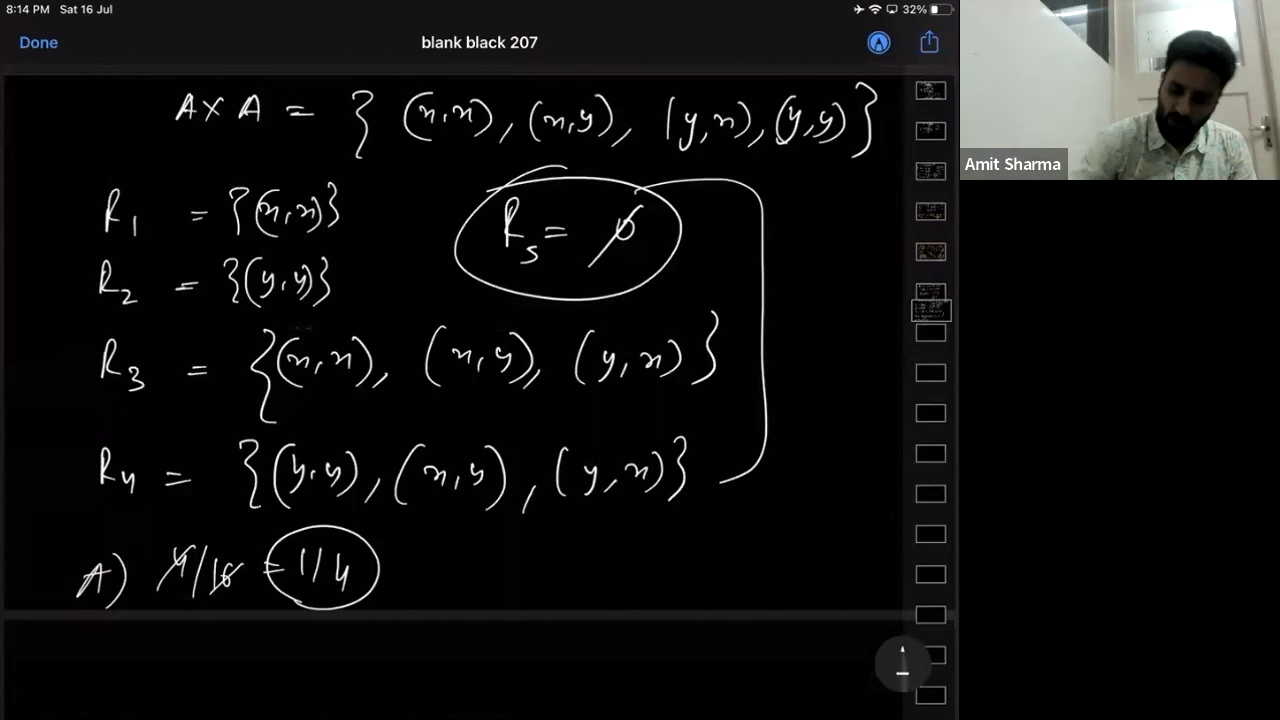 8:14 PM Sat 16 Jul 32%
Done blank black 207
A × A = { (x,x), (x,y), (y,x), (y,y) }
R1 = {(x,x)}
R5 = ϕ
R2 = {(y,y)}
R3 = {(x,x), (x,y), (y,x)}
R4 = {(y,y), (x,y), (y,x)}
A) 4/16 = 1/4
Amit Sharma